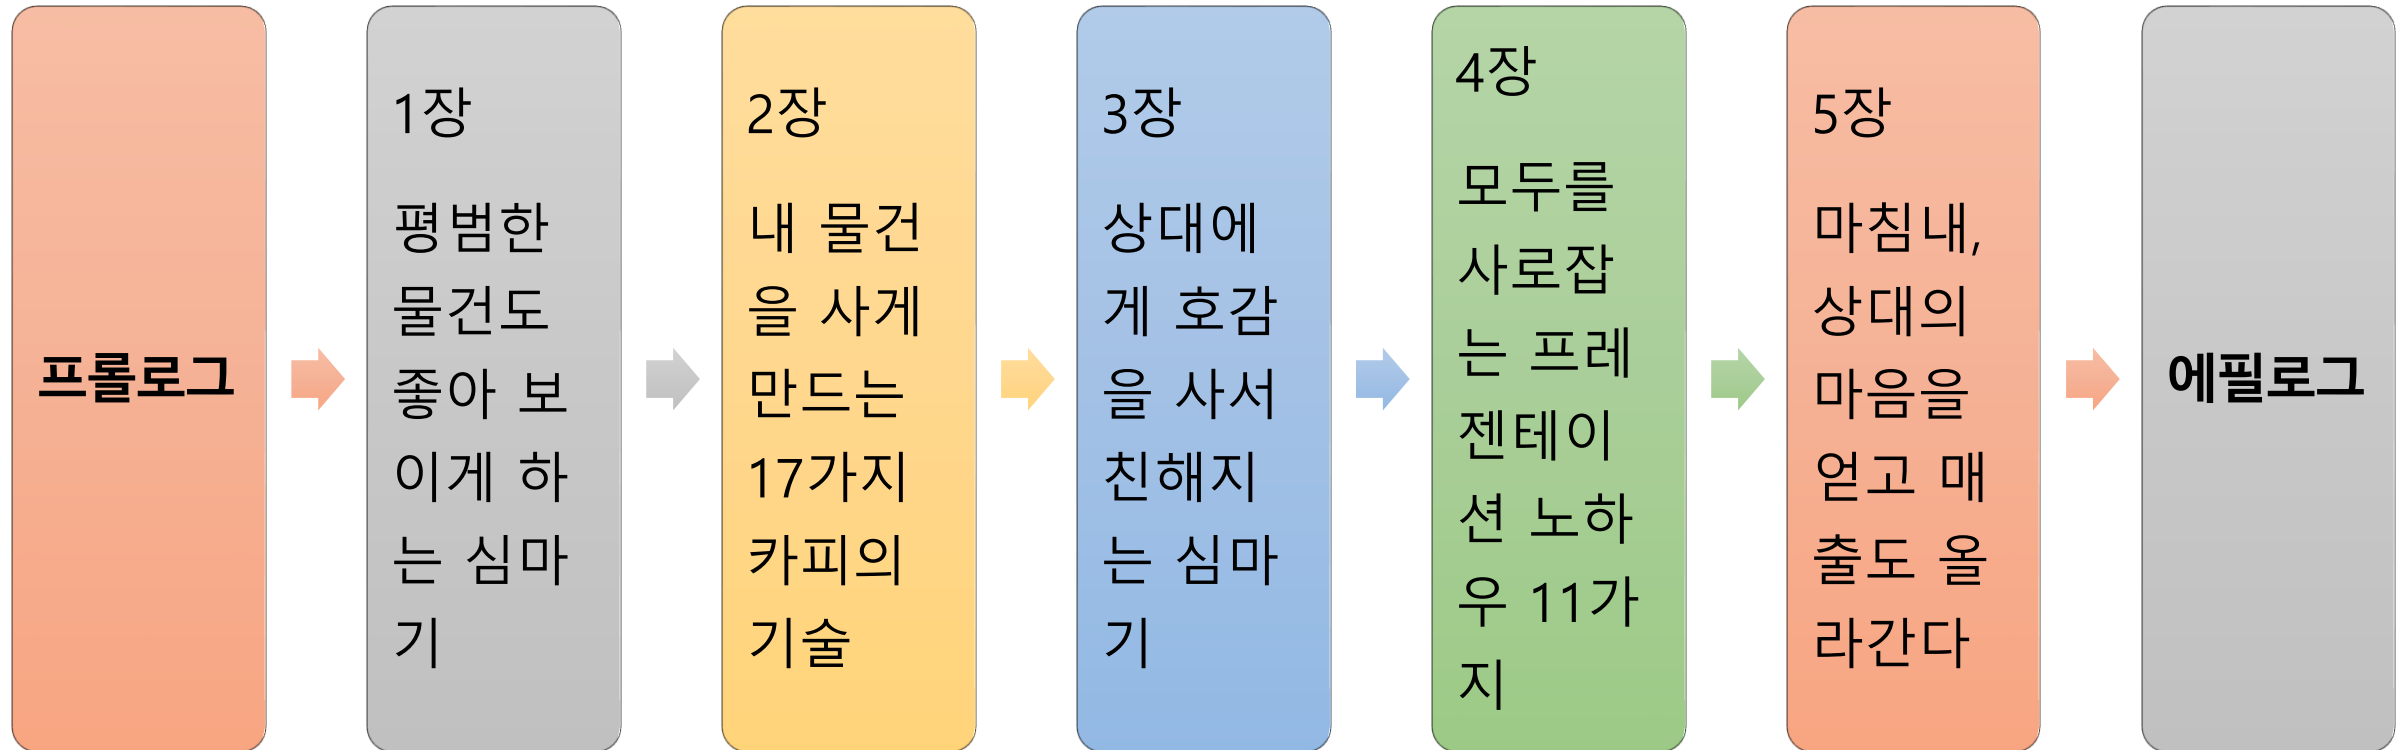 프롤로그
1장
평범한
물건도
좋아 보
이게 하
는 심마
기
2장
내 물건
을 사게
만드는
17가지
카피의
기술
3장
상대에
게 호감
을 사서
친해지
는 심마
기
4장
모두를
사로잡
는 프레
젠테이
션 노하
우 11가
지
5장
마침내,
상대의
마음을
얻고 매
출도 올
라간다
에필로그